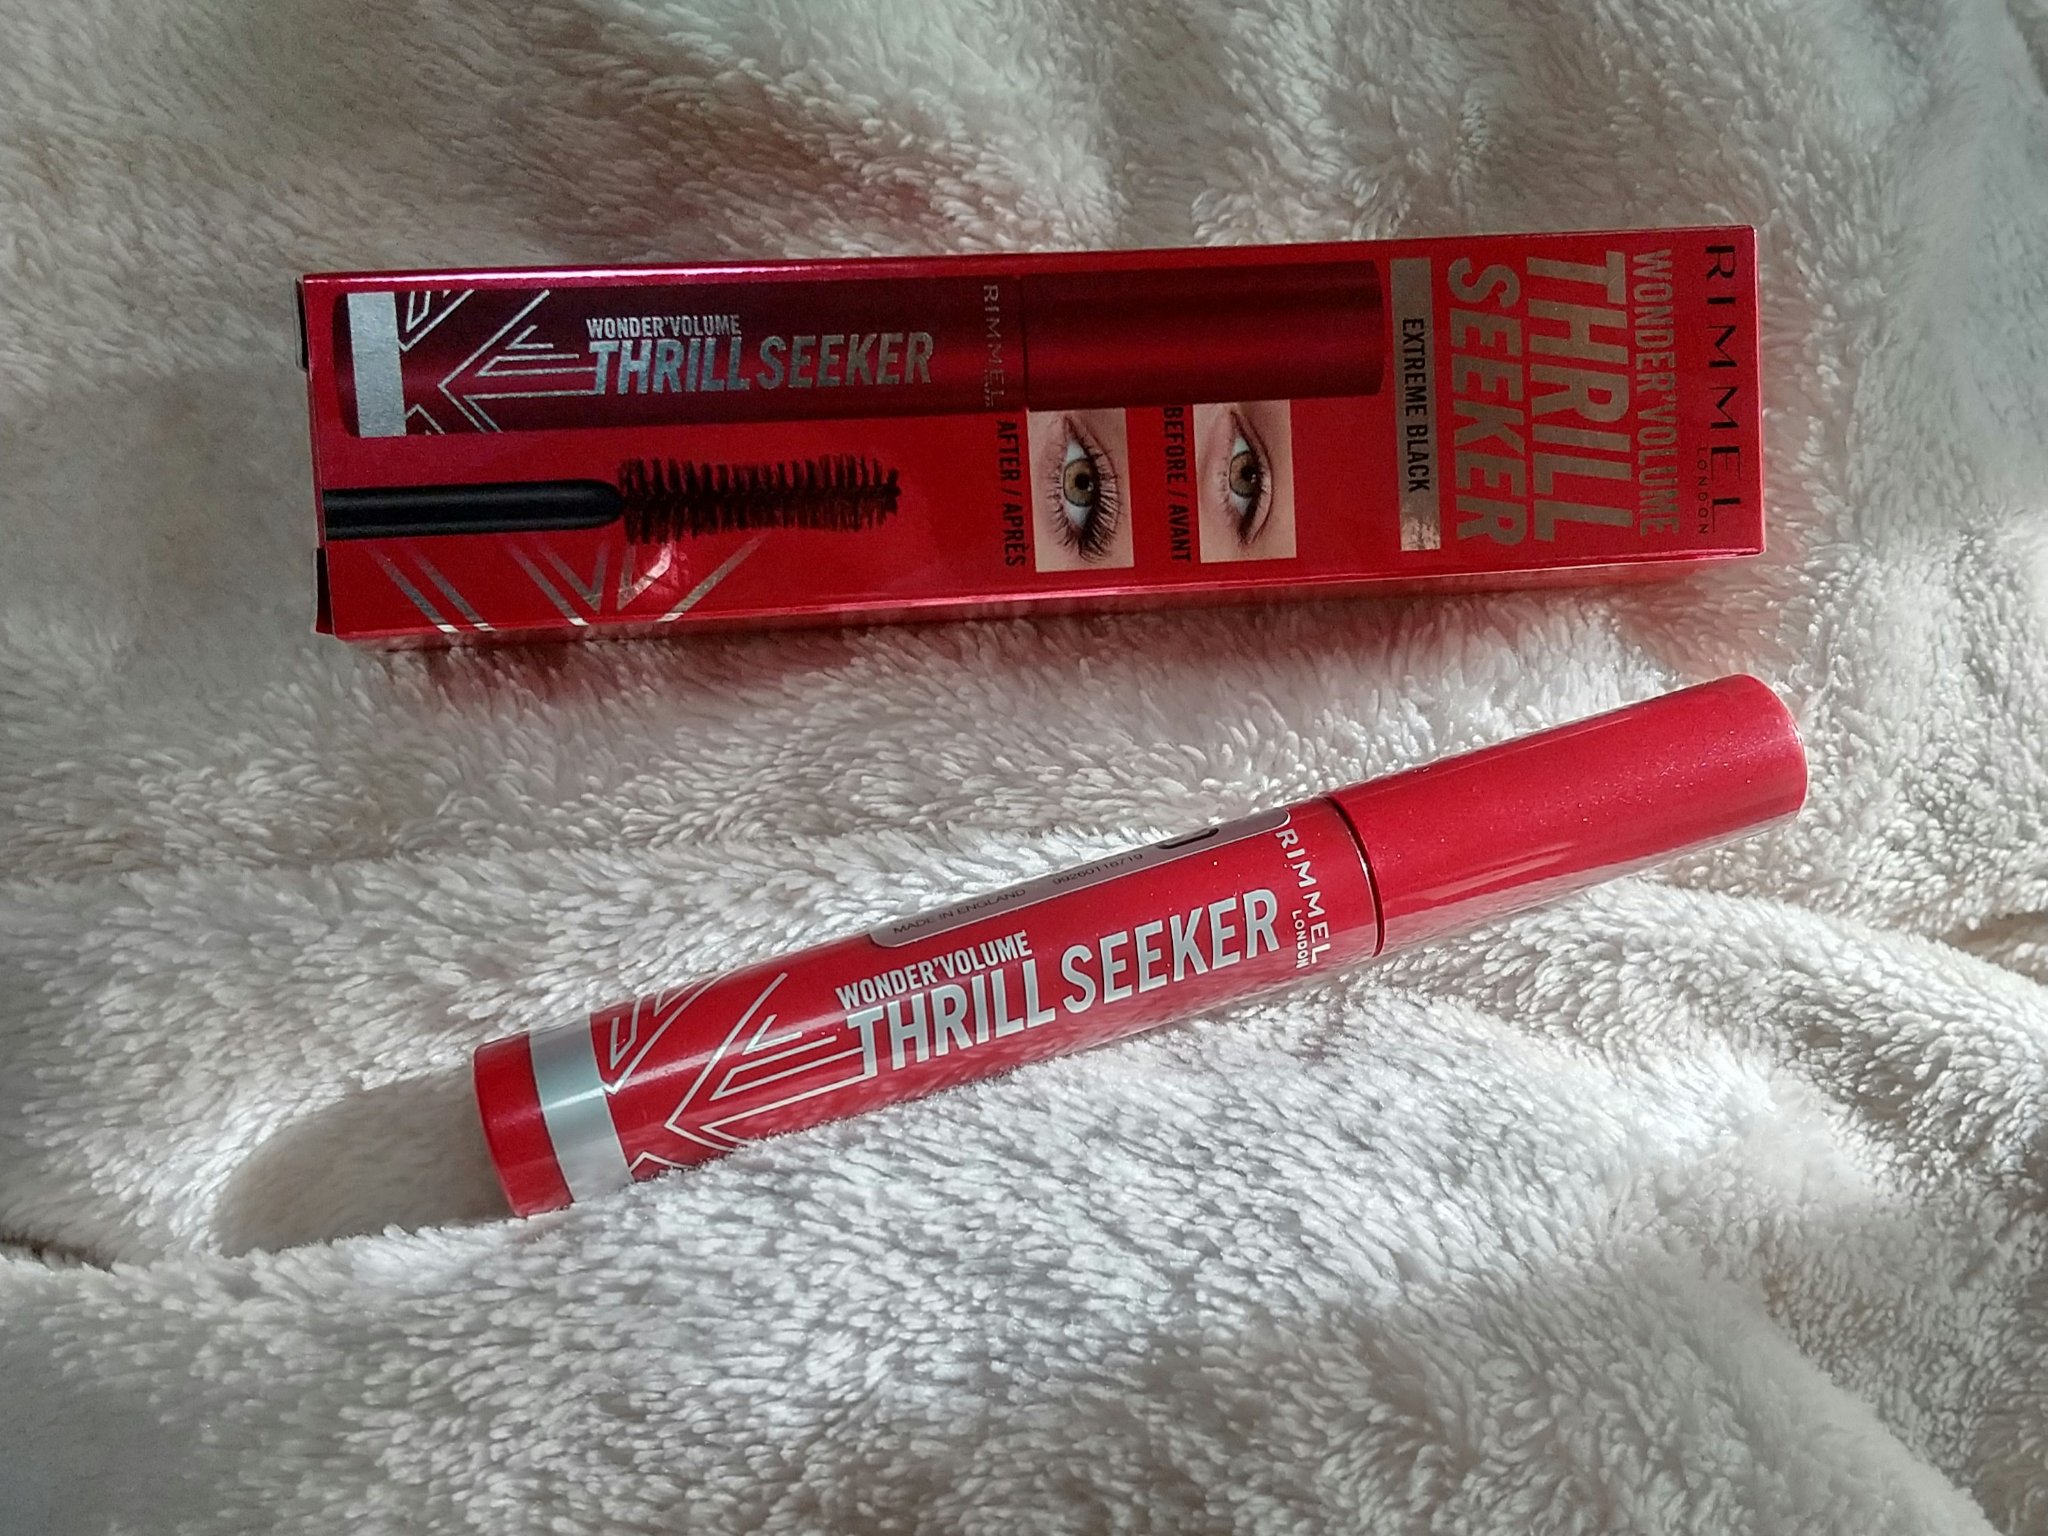 RIMMEL
LONDON
WONDER'VOLUME
THRILL
SEEKER
EXTREME BLACK
BEFORE / AVANT
AFTER / APRÈS
WONDER'VOLUME
THRILL SEEKER
RIMMEL
MADE IN ENGLAND 99260116719
WONDER'VOLUME
THRILL SEEKER
RIMMEL
LONDON